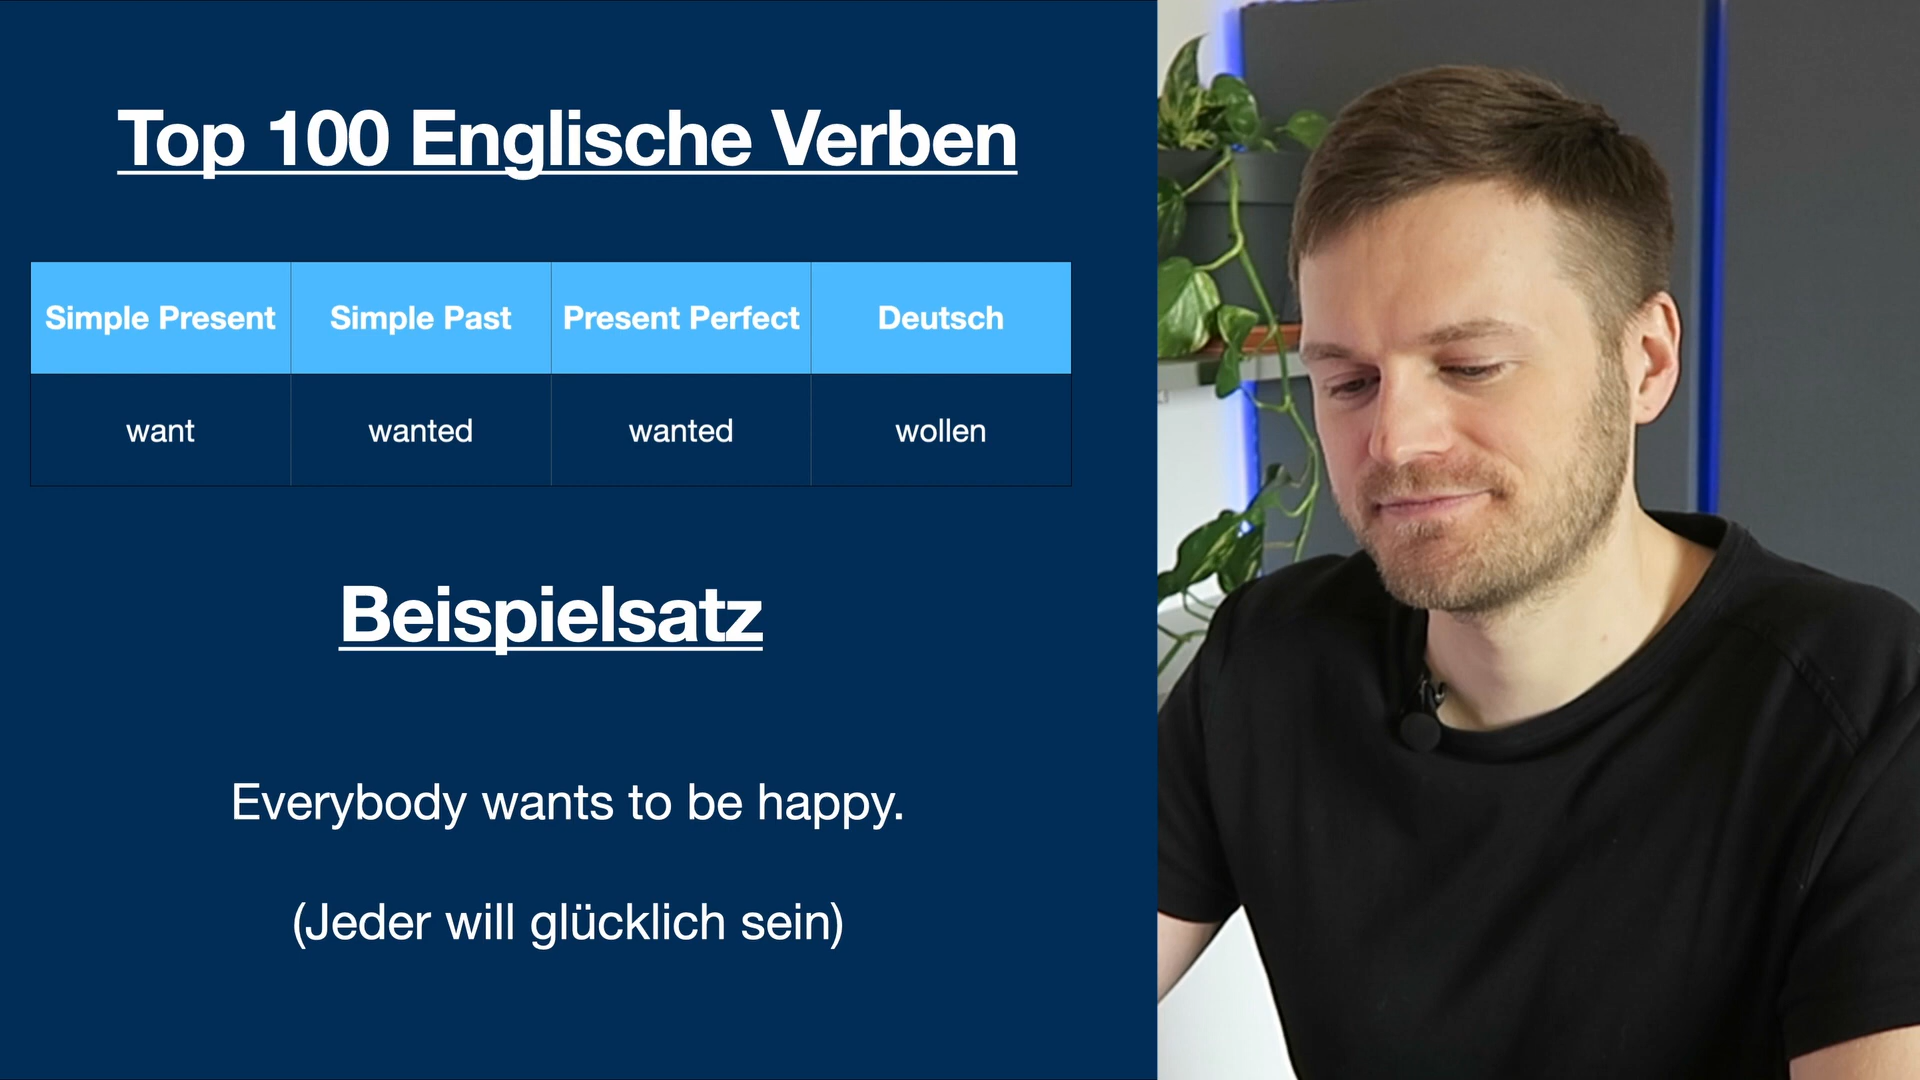 Top 100 Englische Verben
Simple Present Simple Past Present Perfect Deutsch
want wanted wanted wollen
Beispielsatz
Everybody wants to be happy.
(Jeder will glücklich sein)